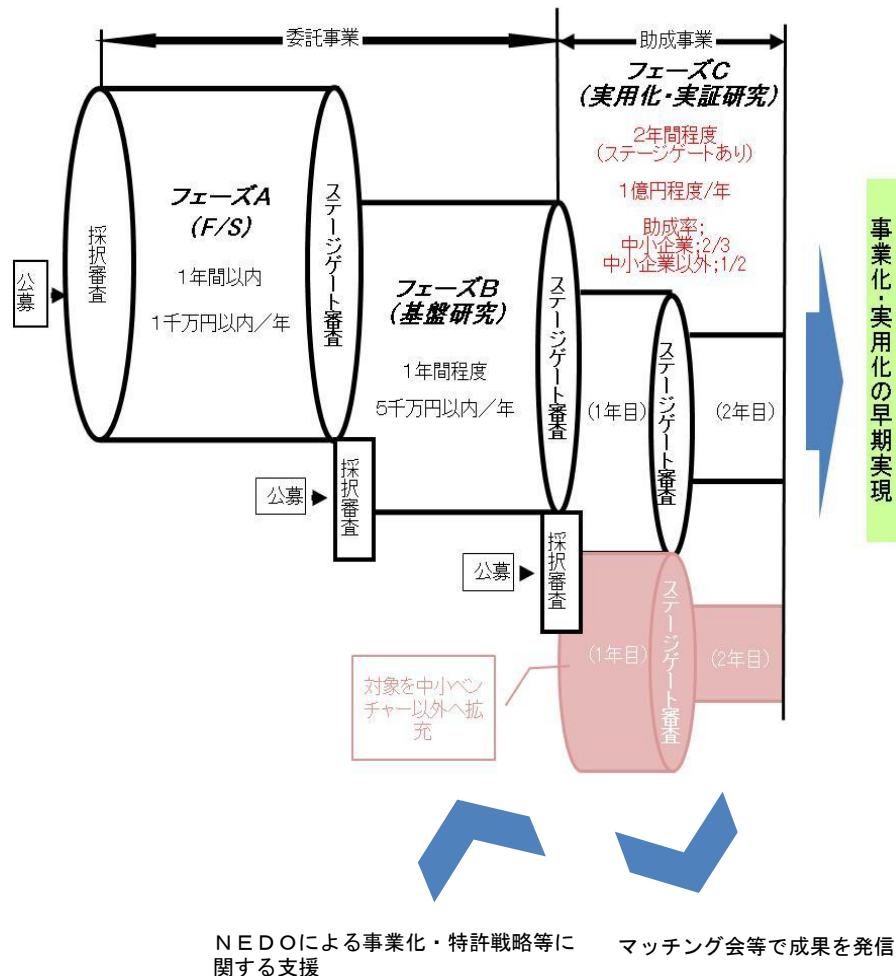 委託事業
助成事業
フェーズC
(実用化・実証研究)
2年間程度
(ステージゲートあり)
1億円程度/年
助成率;
中小企業;2/3
中小企業以外;1/2
公募
採択審査
フェーズA
(F/S)
1年間以内
1千万円以内/年
ステージゲート審査
公募
採択審査
フェーズB
(基盤研究)
1年間程度
5千万円以内/年
ステージゲート審査
公募
採択審査
(1年目)
ステージゲート審査
(2年目)
(1年目)
ステージゲート審査
(2年目)
対象を中小ベン
チャー以外へ拡
充
事業化・実用化の早期実現
NEDOによる事業化・特許戦略等に
関する支援
マッチング会等で成果を発信